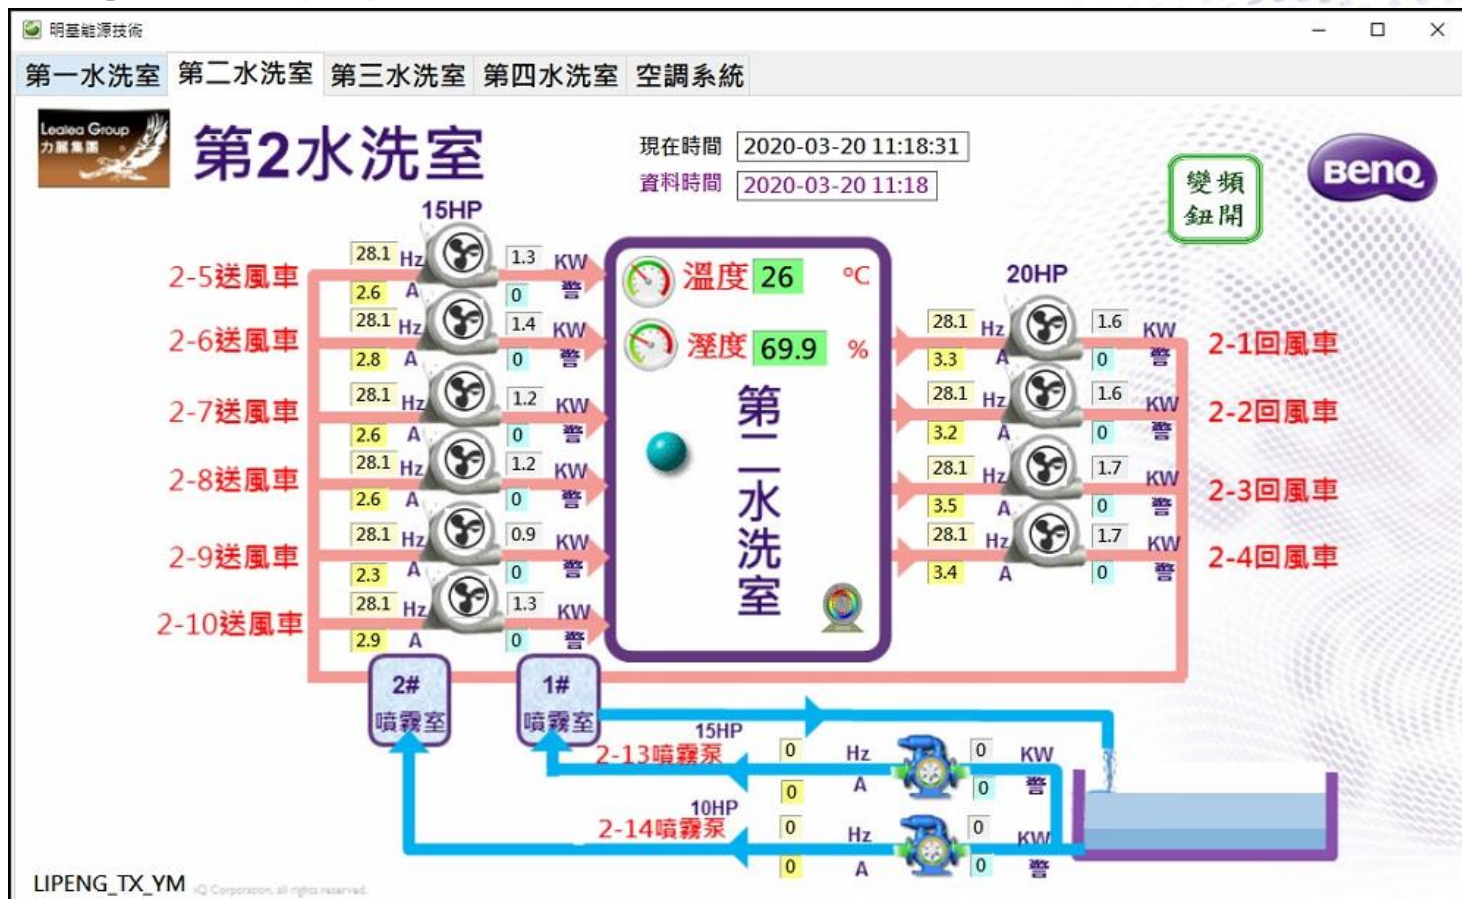 明基能源技術
第一水洗室 第二水洗室 第三水洗室 第四水洗室 空調系統
Lealea Group
力麗集團
第2水洗室
現在時間 2020-03-20 11:18:31
資料時間 2020-03-20 11:18
變頻
鈕開
BenQ
15HP
2-5送風車 28.1 Hz 1.3 KW
2.6 A 0 警
2-6送風車 28.1 Hz 1.4 KW
2.8 A 0 警
2-7送風車 28.1 Hz 1.2 KW
2.6 A 0 警
2-8送風車 28.1 Hz 1.2 KW
2.6 A 0 警
2-9送風車 28.1 Hz 0.9 KW
2.3 A 0 警
2-10送風車 28.1 Hz 1.3 KW
2.9 A 0 警
溫度 26 °C
溼度 69.9 %
第二水洗室
20HP
28.1 Hz 1.6 KW 2-1回風車
3.3 A 0 警
28.1 Hz 1.6 KW 2-2回風車
3.2 A 0 警
28.1 Hz 1.7 KW 2-3回風車
3.5 A 0 警
28.1 Hz 1.7 KW 2-4回風車
3.4 A 0 警
2#
噴霧室
1#
噴霧室
15HP
2-13噴霧泵 0 Hz 0 KW
0 A 0 警
10HP
2-14噴霧泵 0 Hz 0 KW
0 A 0 警
LIPENG_TX_YM
iQ Corporation, all rights reserved.